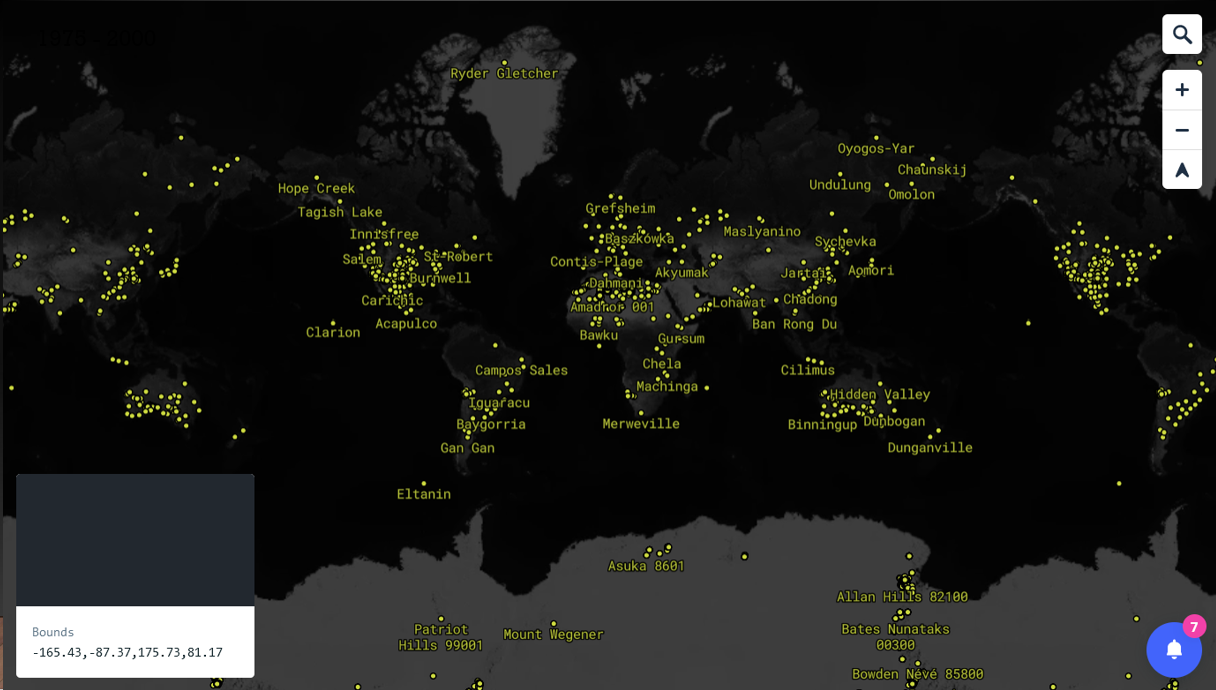 1975 – 2000
Ryder Gletcher
Oyogos-Yar
Chaunskij
Undulung
Omolon
Hope Creek
Tagish Lake
Grefsheim
Innisfree
Maslyanino
Baszkówka
Sychevka
St-Robert
Salem
Contis-Plage
Akyumak
Jartai
Aomori
Burnwell
Dahmani
Carichic
Amadror 001
Lohawat
Chadong
Acapulco
Ban Rong Du
Clarion
Bawku
Gursum
Chela
Campos Sales
Cilimus
Machinga
Hidden Valley
Iguaracu
Baygorria
Merweville
Binningup
Dunbogan
Gan Gan
Dunganville
Eltanin
Asuka 8601
Allan Hills 82100
Patriot
Hills 99001
Mount Wegener
Bates Nunataks
00300
Bowden Névé 85800
Bounds
-165.43,-87.37,175.73,81.17
7